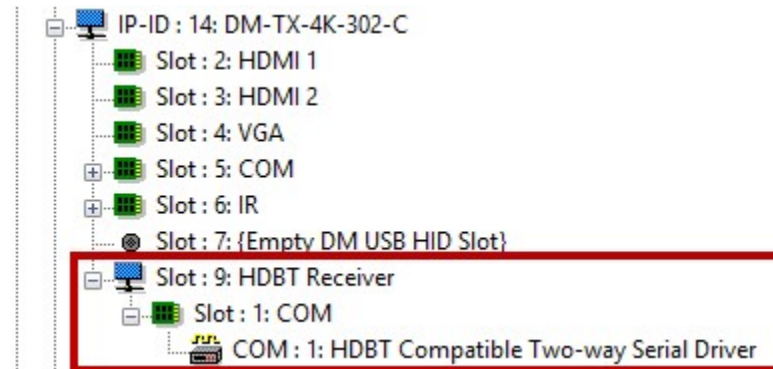 IP-ID : 14: DM-TX-4K-302-C
Slot : 2: HDMI 1
Slot : 3: HDMI 2
Slot : 4: VGA
Slot : 5: COM
Slot : 6: IR
Slot : 7: {Empty DM USB HID Slot}
Slot : 9: HDBT Receiver
Slot : 1: COM
COM : 1: HDBT Compatible Two-way Serial Driver